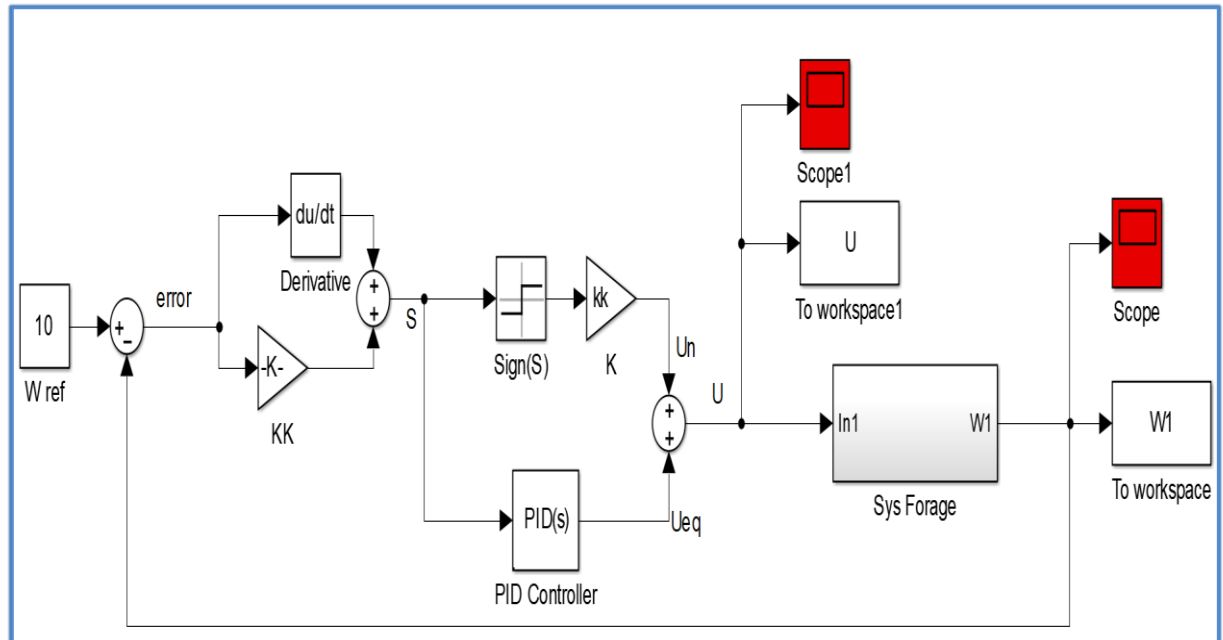 Scope1
du/dt
Derivative
U
To workspace1
Scope
10
W ref
+
−
error
-K-
KK
+
+
S
Sign(S)
kk
K
Un
+
+
U
In1
W1
Sys Forage
W1
To workspace
PID(s)
PID Controller
Ueq